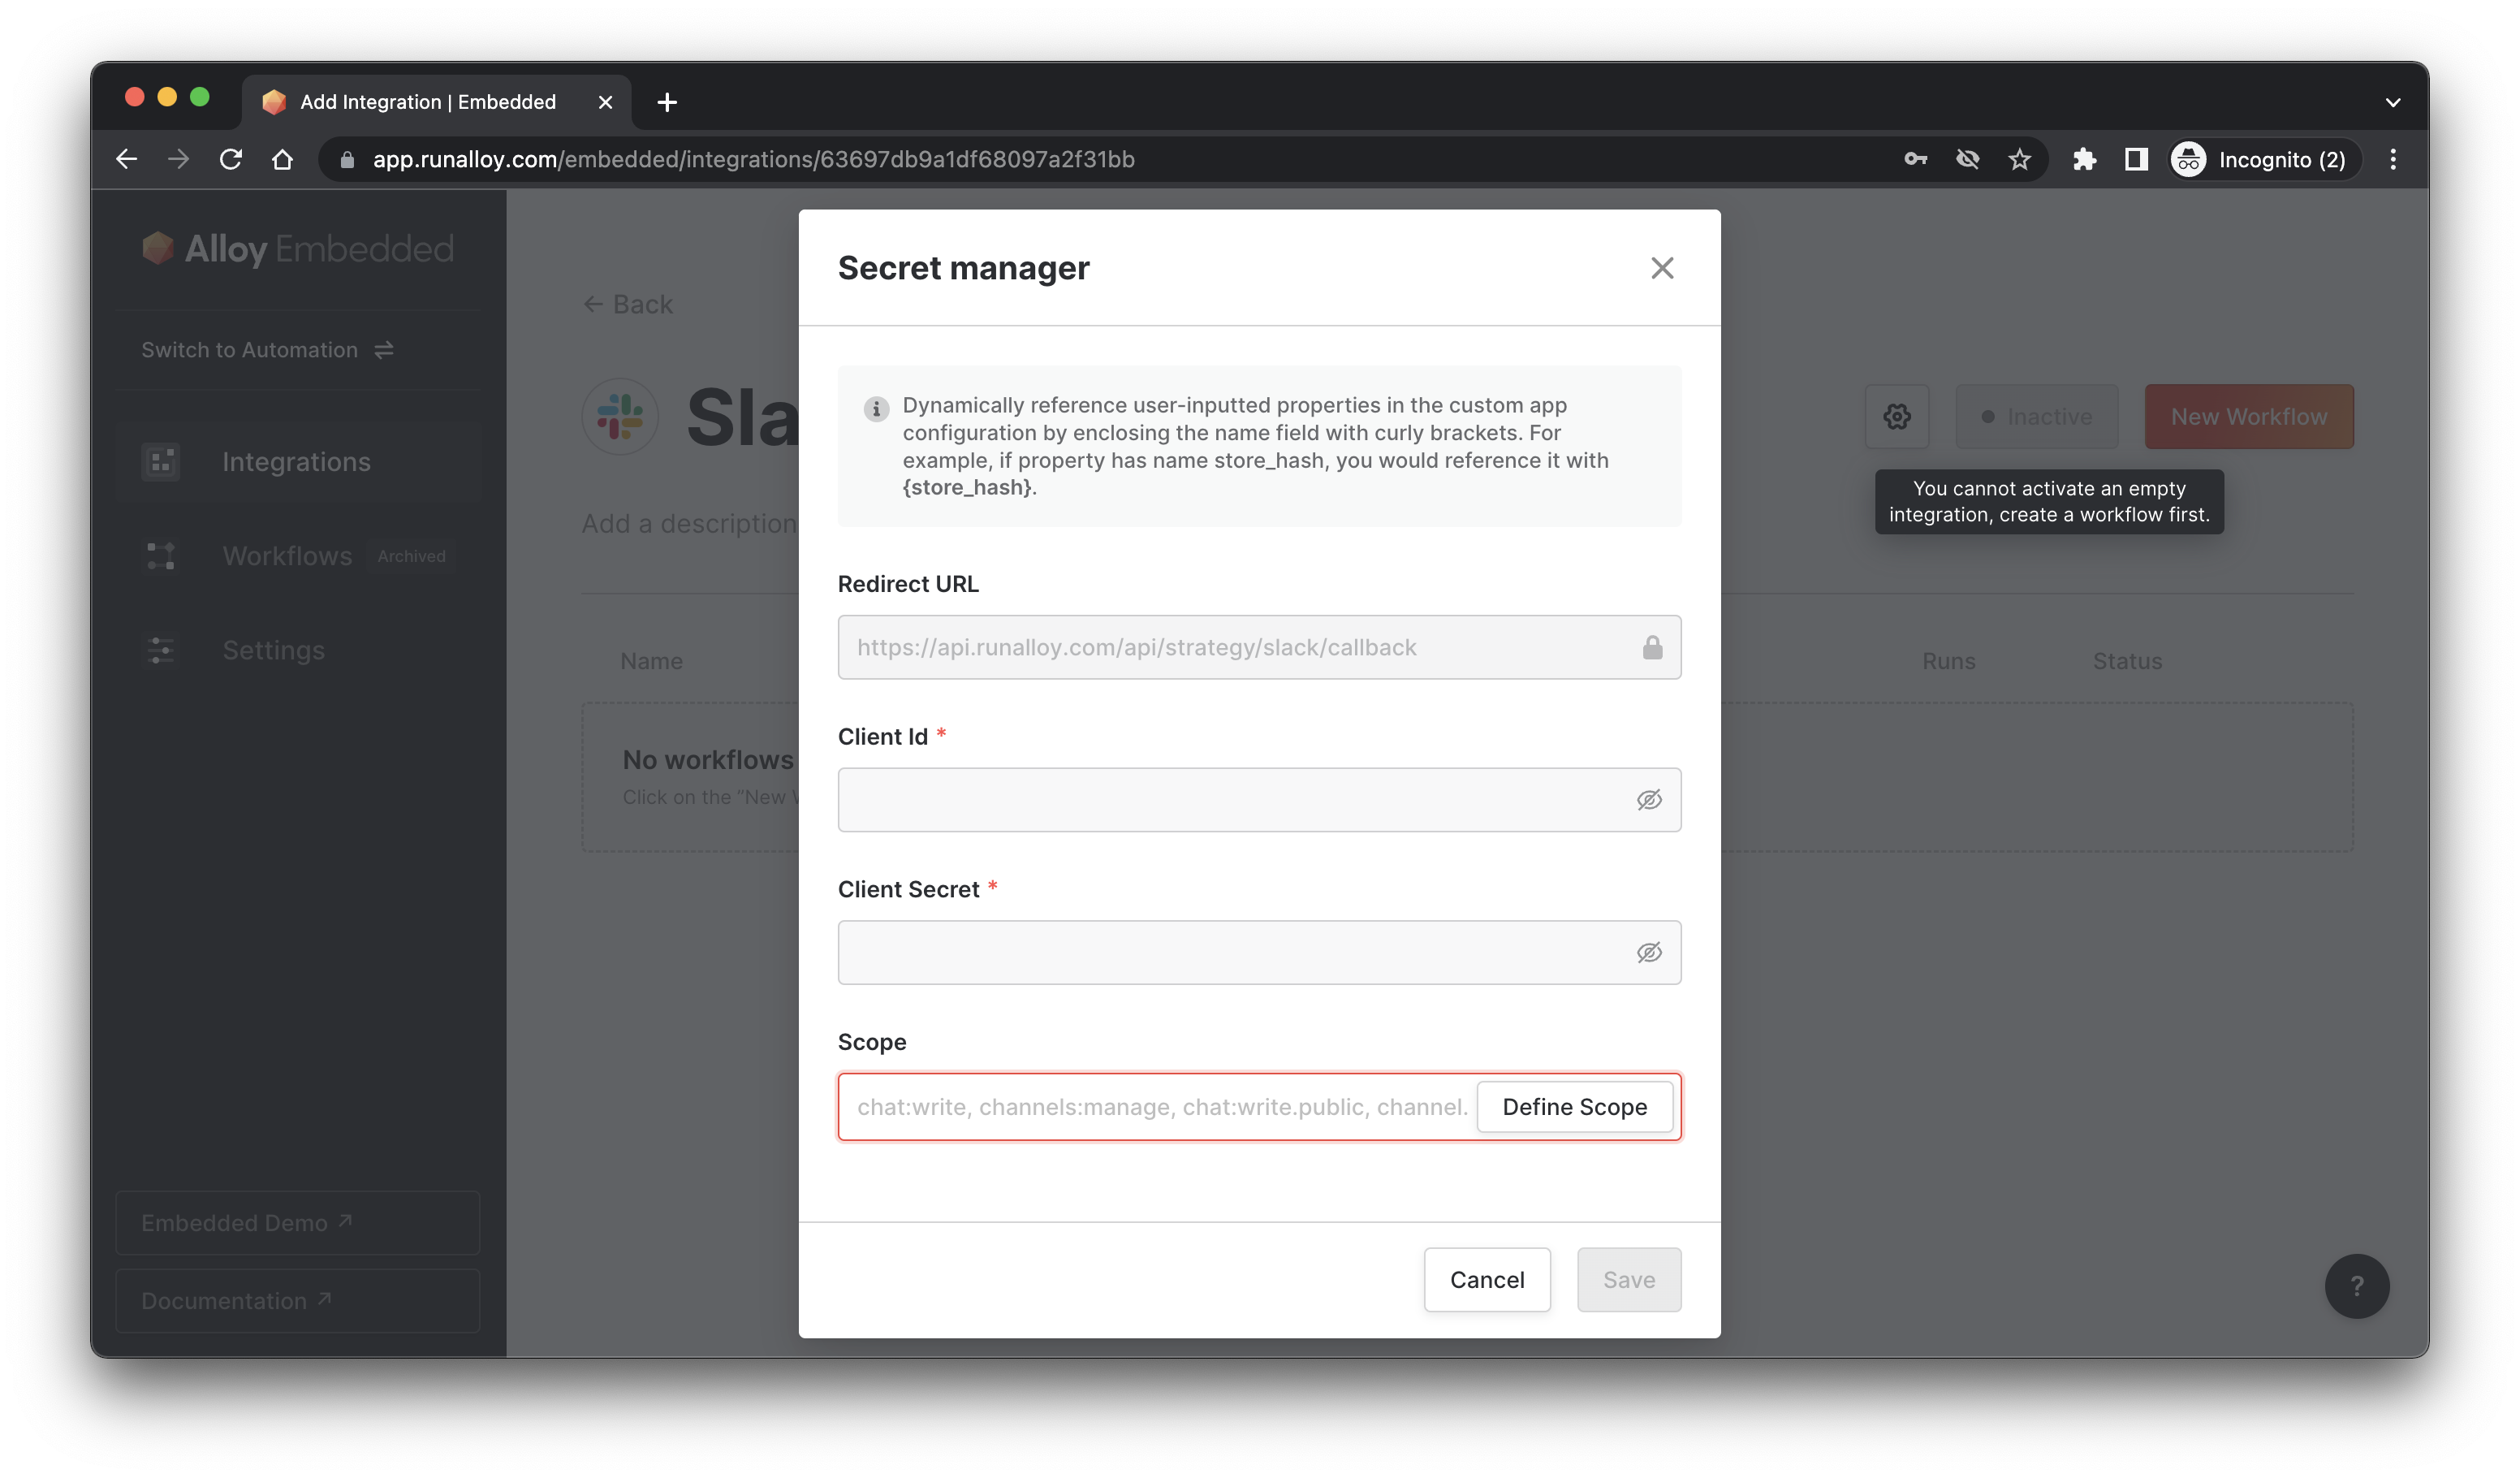 Add Integration | Embedded
app.runalloy.com/embedded/integrations/63697db9a1df68097a2f31bb
Incognito (2)
Alloy Embedded
Switch to Automation
Integrations
Workflows Archived
Settings
Embedded Demo
Documentation
Back
Sla
Add a description
Inactive
New Workflow
You cannot activate an empty
integration, create a workflow first.
Name
Runs
Status
No workflows
Click on the "New W
Secret manager
Dynamically reference user-inputted properties in the custom app
configuration by enclosing the name field with curly brackets. For
example, if property has name store_hash, you would reference it with
{store_hash}.
Redirect URL
https://api.runalloy.com/api/strategy/slack/callback
Client Id *
Client Secret *
Scope
chat:write, channels:manage, chat:write.public, channel.
Define Scope
Cancel
Save
?